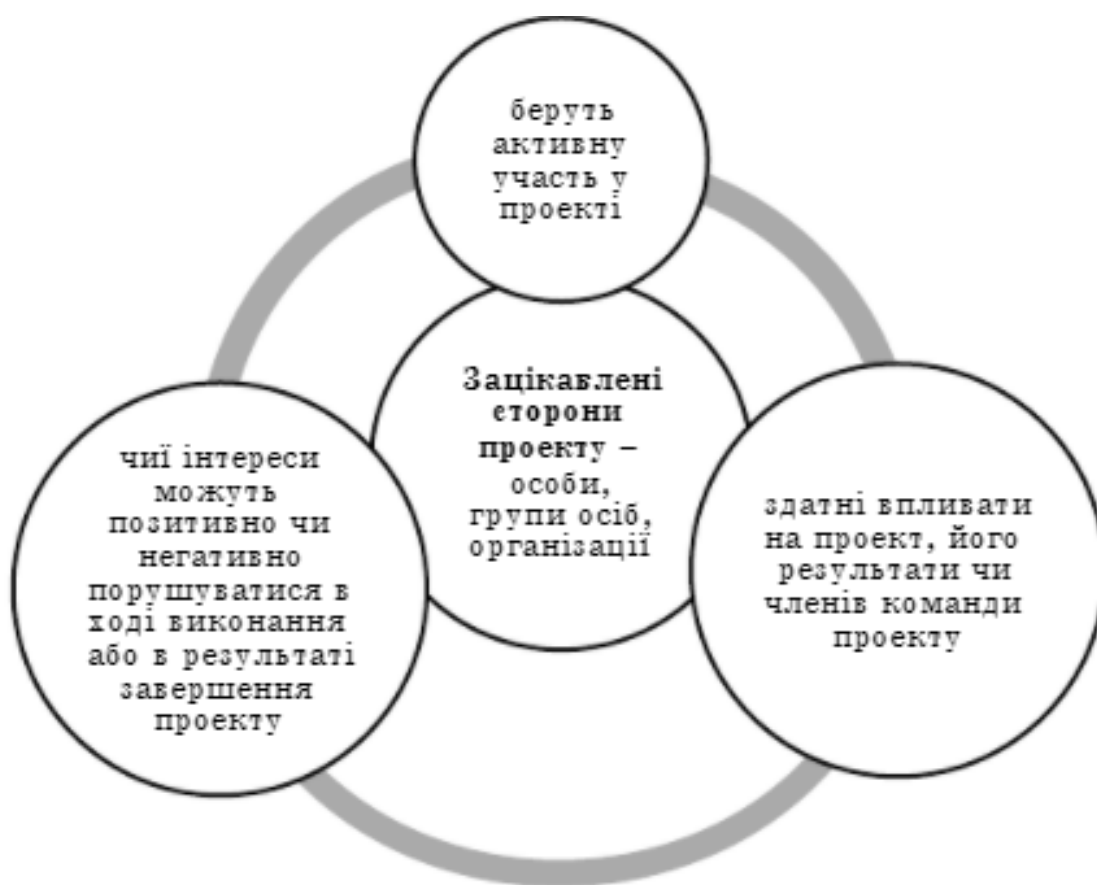 беруть
активну
участь у
проекті
Зацікавлені
сторони
проекту –
особи,
групи осіб,
організації
чиї інтереси
можуть
позитивно чи
негативно
порушуватися в
ході виконання
або в результаті
завершення
проекту
здатні впливати
на проект, його
результати чи
членів команди
проекту